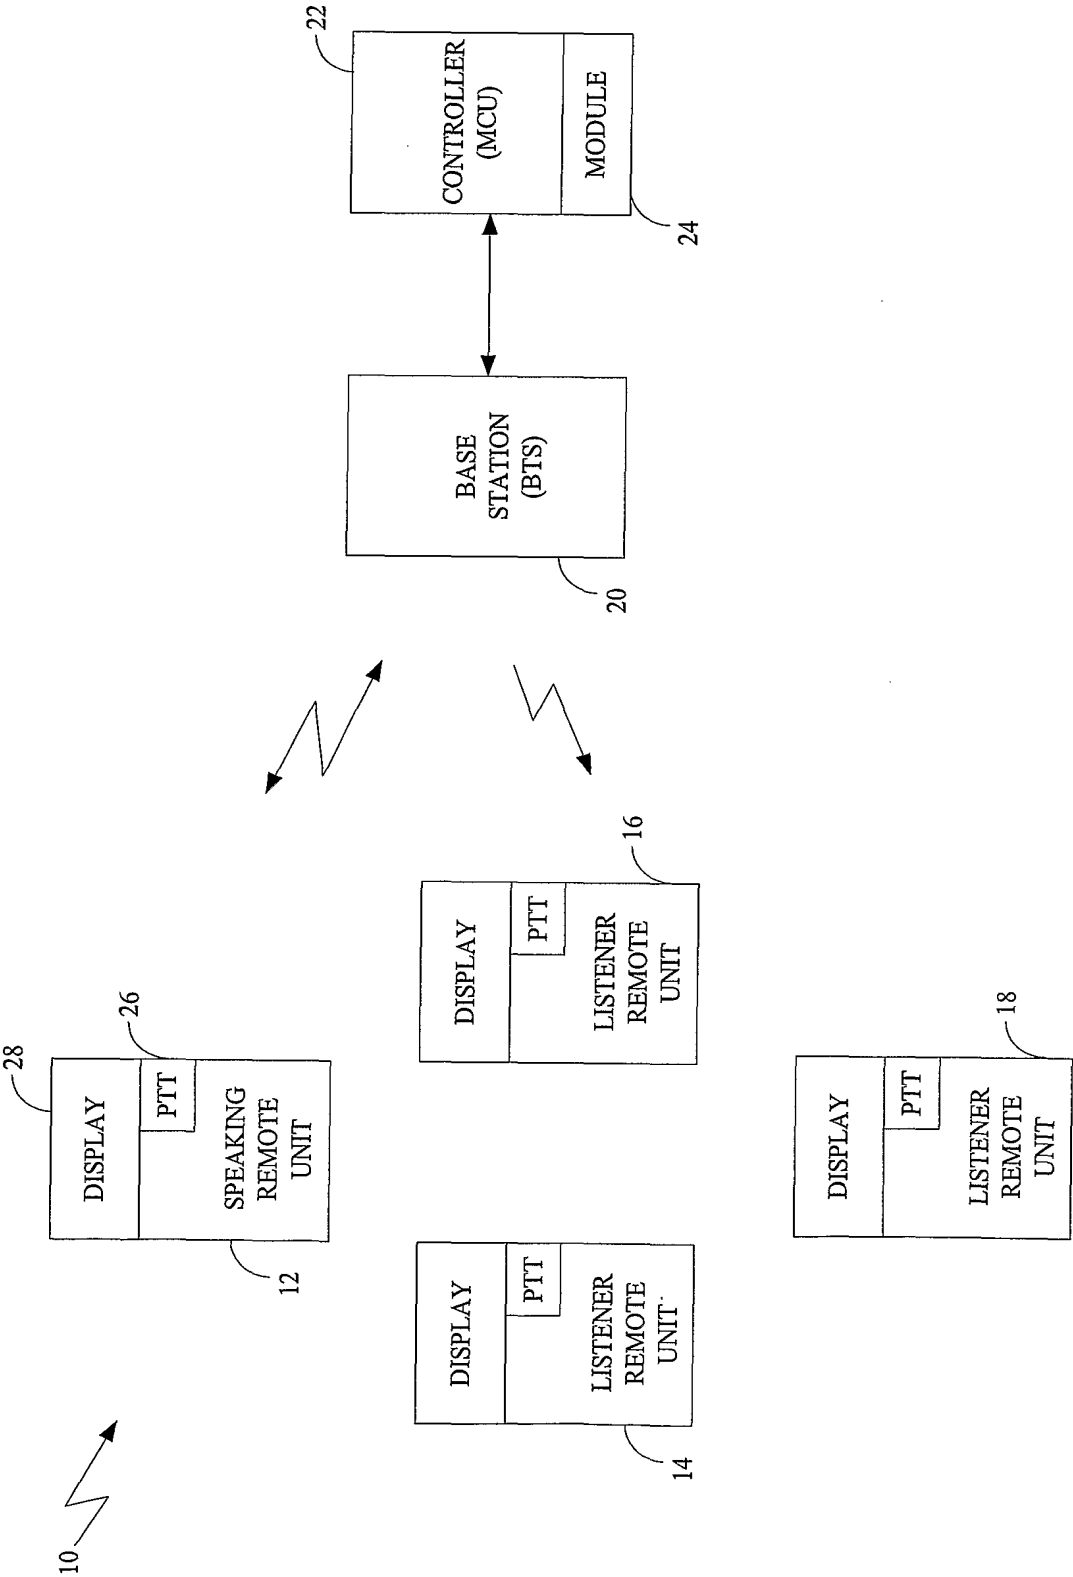 10
28
DISPLAY
PTT
26
SPEAKING
REMOTE
UNIT
12
DISPLAY
PTT
LISTENER
REMOTE
UNIT
14
DISPLAY
PTT
LISTENER
REMOTE
UNIT
16
DISPLAY
PTT
LISTENER
REMOTE
UNIT
18
BASE
STATION
(BTS)
20
22
CONTROLLER
(MCU)
MODULE
24